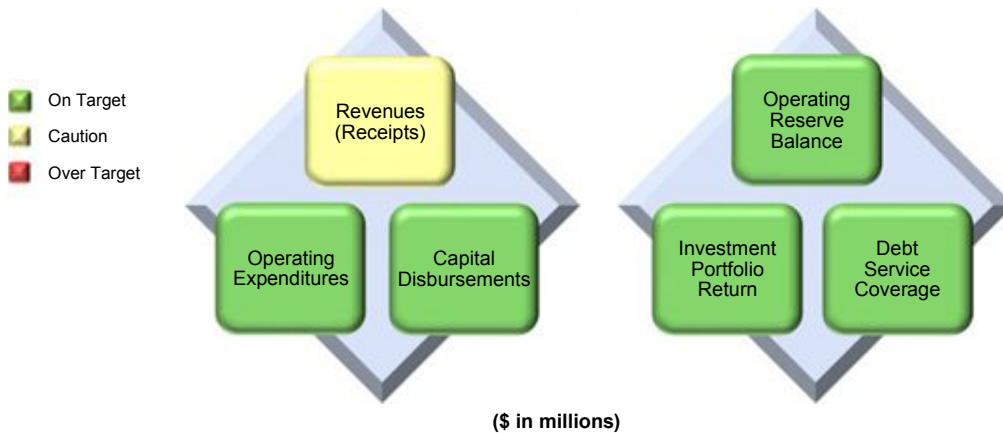 On Target
Caution
Over Target
Revenues
(Receipts)
Operating
Expenditures
Capital
Disbursements
Operating
Reserve
Balance
Investment
Portfolio
Return
Debt
Service
Coverage
($ in millions)